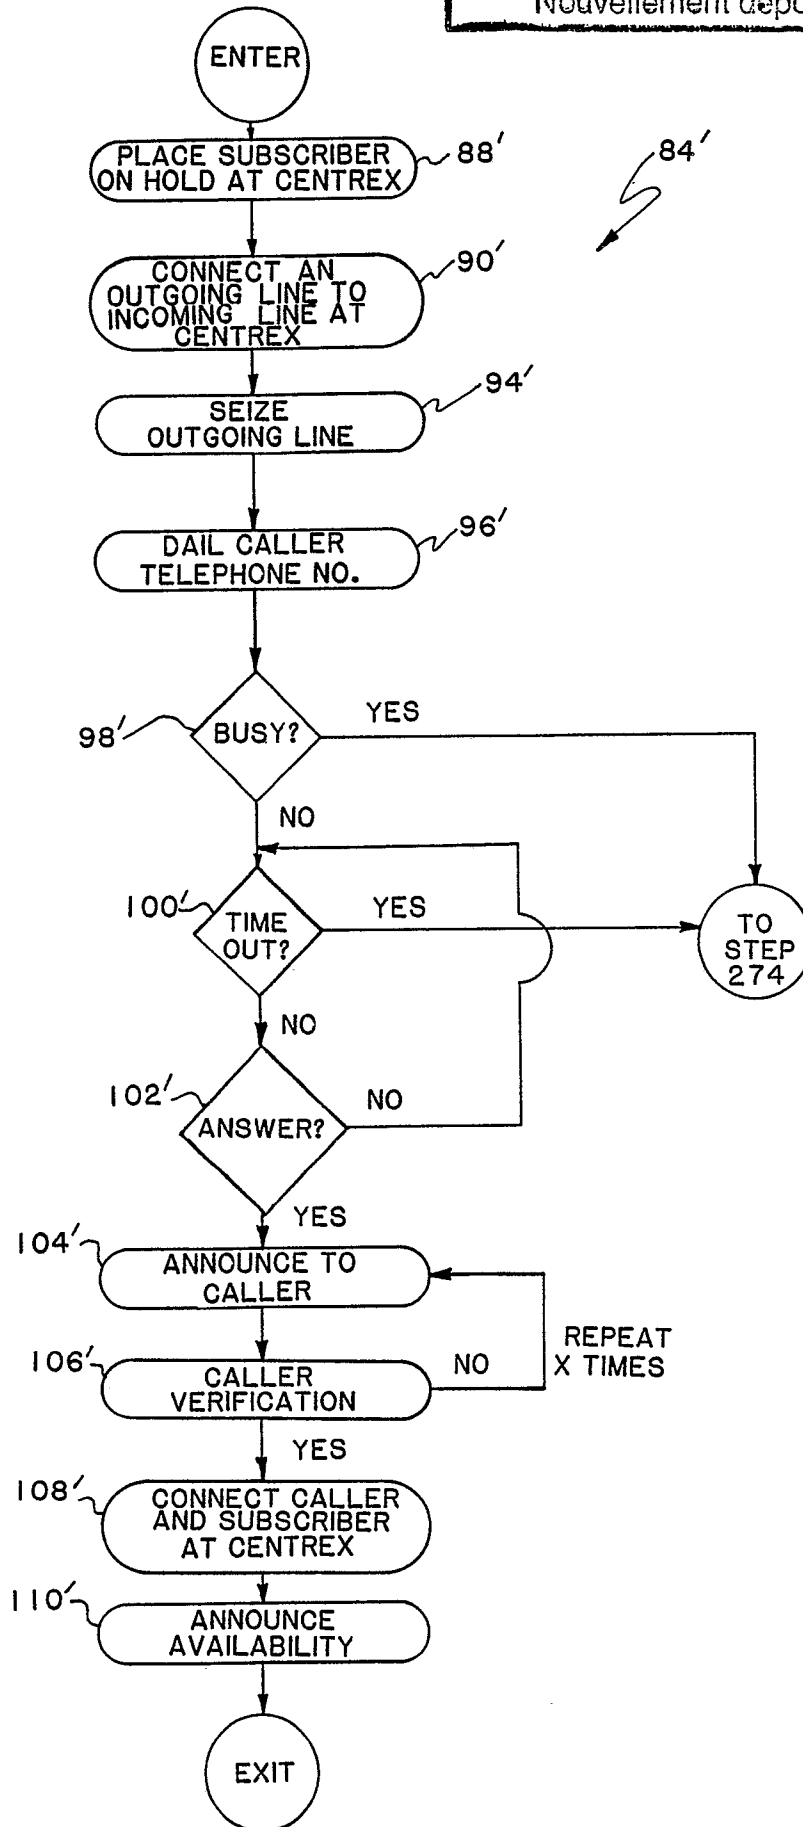 Nouvellement dépo
ENTER
PLACE SUBSCRIBER
ON HOLD AT CENTREX
88'
84'
CONNECT AN
OUTGOING LINE TO
INCOMING LINE AT
CENTREX
90'
SEIZE
OUTGOING LINE
94'
DAIL CALLER
TELEPHONE NO.
96'
98'
BUSY?
YES
NO
100'
TIME
OUT?
YES
TO
STEP
274
NO
102'
ANSWER?
NO
YES
104'
ANNOUNCE TO
CALLER
106'
CALLER
VERIFICATION
NO
REPEAT
X TIMES
YES
108'
CONNECT CALLER
AND SUBSCRIBER
AT CENTREX
110'
ANNOUNCE
AVAILABILITY
EXIT